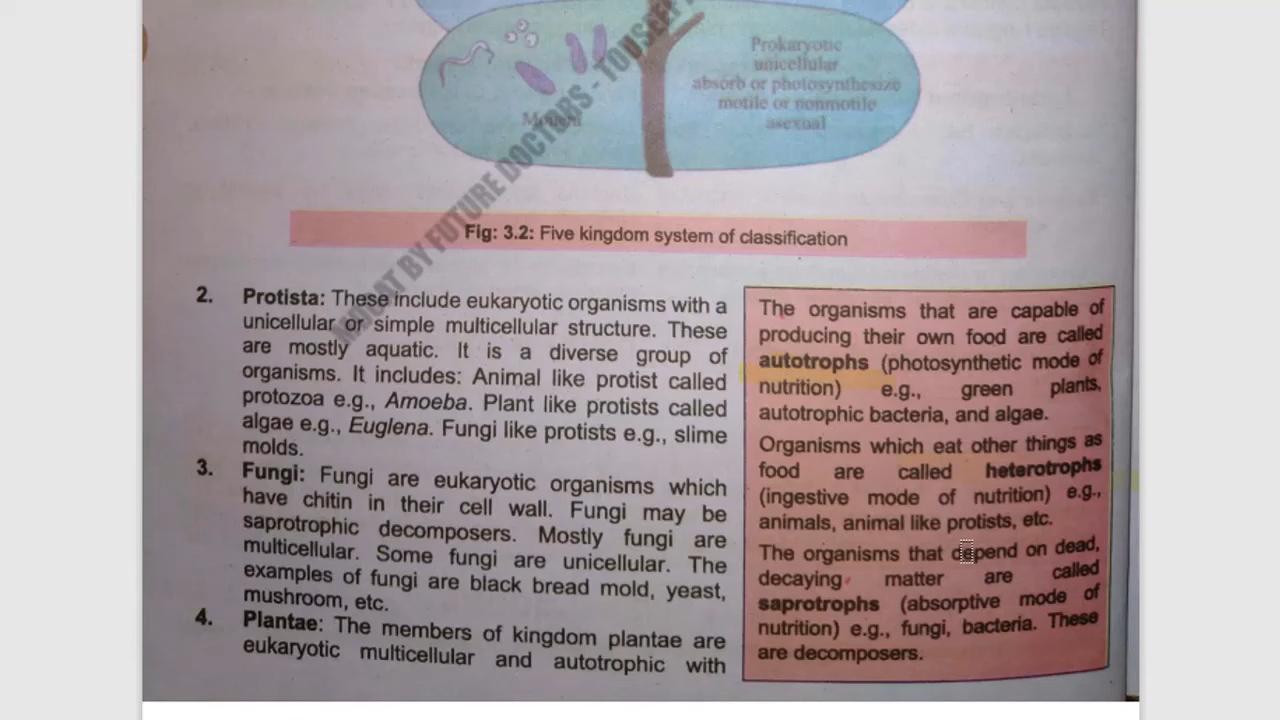 Prokaryotic
unicellular
absorb or photosynthesize
motile or nonmotile
asexual
Fig: 3.2: Five kingdom system of classification
2. Protista: These include eukaryotic organisms with a
unicellular or simple multicellular structure. These
are mostly aquatic. It is a diverse group of
organisms. It includes: Animal like protist called
protozoa e.g., Amoeba. Plant like protists called
algae e.g., Euglena. Fungi like protists e.g., slime
molds.
3. Fungi: Fungi are eukaryotic organisms which
have chitin in their cell wall. Fungi may be
saprotrophic decomposers. Mostly fungi are
multicellular. Some fungi are unicellular. The
examples of fungi are black bread mold, yeast,
mushroom, etc.
4. Plantae: The members of kingdom plantae are
eukaryotic multicellular and autotrophic with
The organisms that are capable of
producing their own food are called
autotrophs (photosynthetic mode of
nutrition) e.g., green plants,
autotrophic bacteria, and algae.
Organisms which eat other things as
food are called heterotrophs
(ingestive mode of nutrition) e.g.,
animals, animal like protists, etc.
The organisms that depend on dead,
decaying matter are called
saprotrophs (absorptive mode of
nutrition) e.g., fungi, bacteria. These
are decomposers.
MDCAT BY FUTURE DOCTORS -